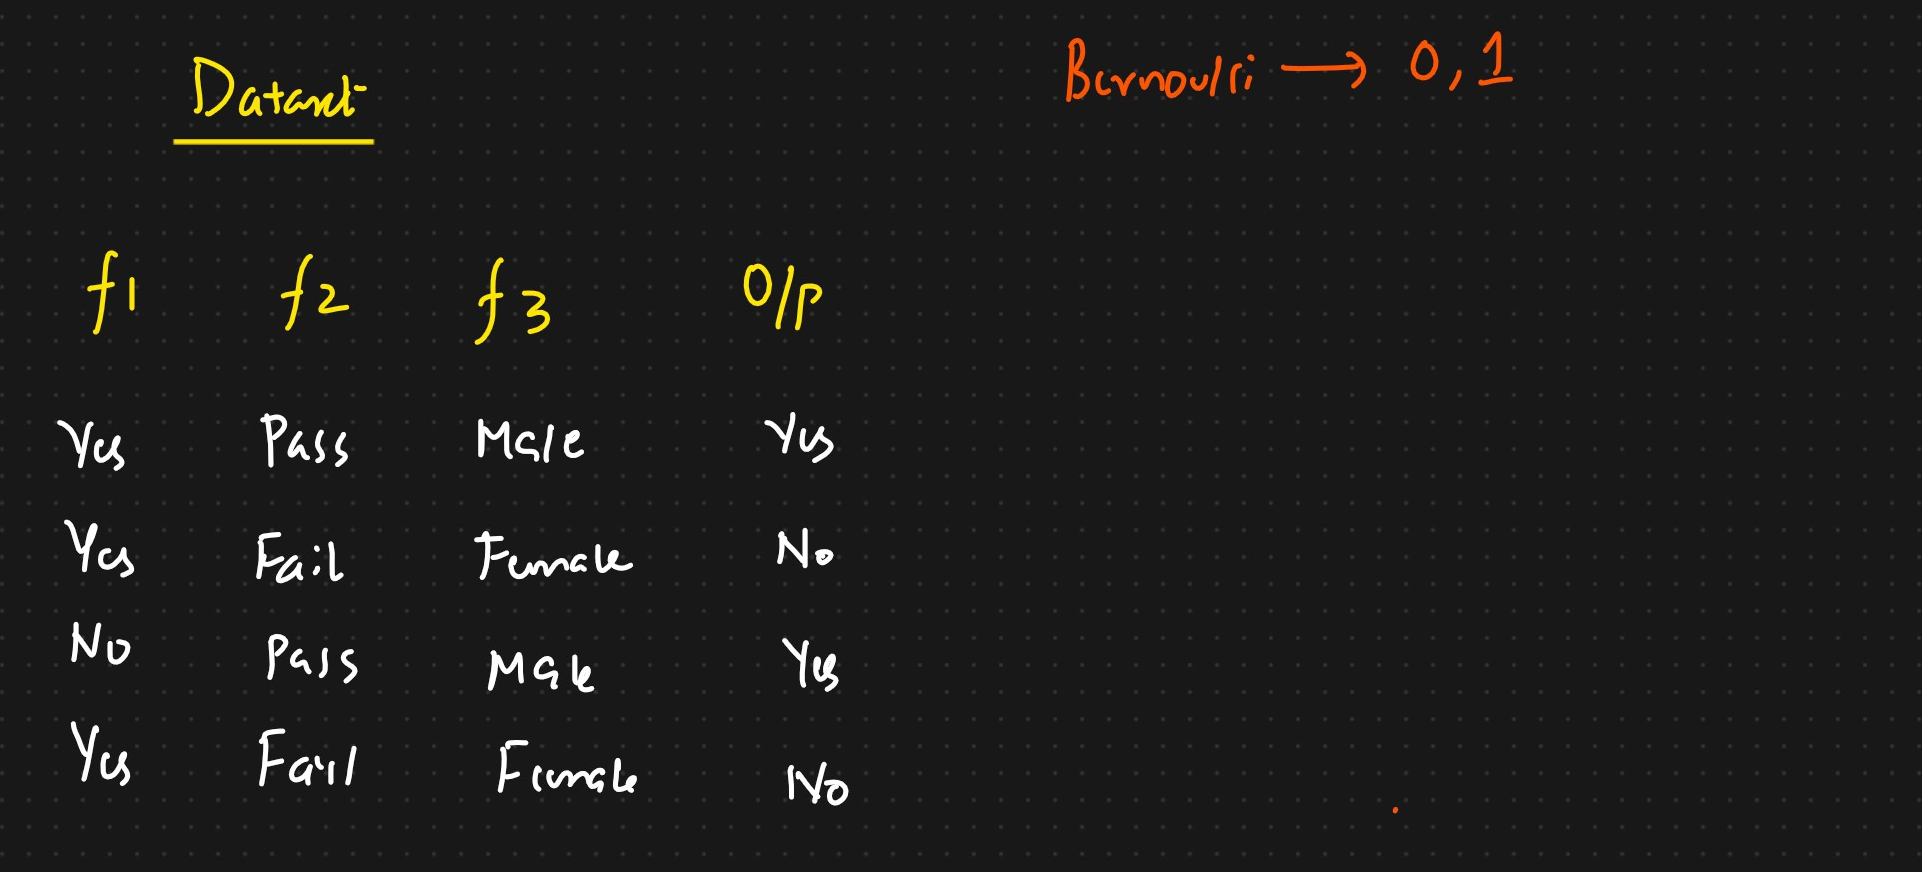 Dataset
Bernoulli → 0, 1
f1 f2 f3 O/p
Yes Pass Male Yes
Yes Fail Female No
No Pass Male Yes
Yes Fail Female No